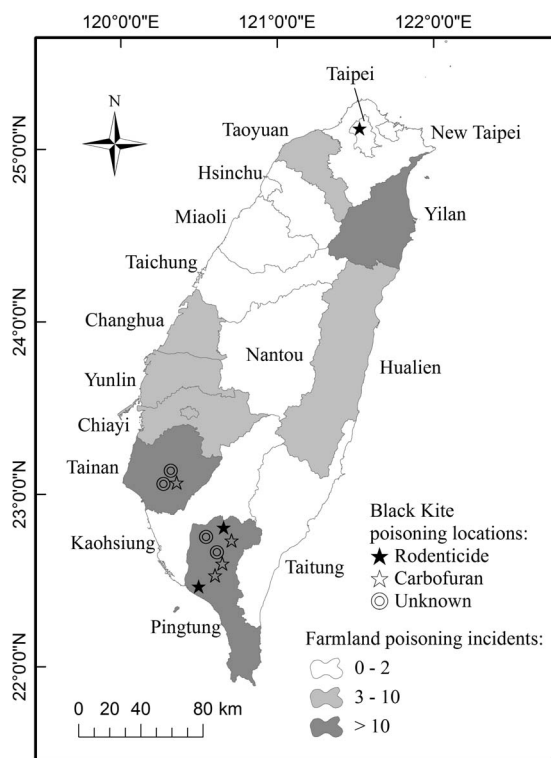 120°0'0"E 121°0'0"E 122°0'0"E
N
Taipei
Taoyuan
New Taipei
25°0'0"N
Hsinchu
Miaoli
Yilan
Taichung
24°0'0"N
Changhua
Nantou
Hualien
Yunlin
Chiayi
Tainan
23°0'0"N
Black Kite
poisoning locations:
Rodenticide
Carbofuran
Unknown
Kaohsiung
Taitung
Pingtung
Farmland poisoning incidents:
0 - 2
3 - 10
> 10
22°0'0"N
0 20 40 80 km